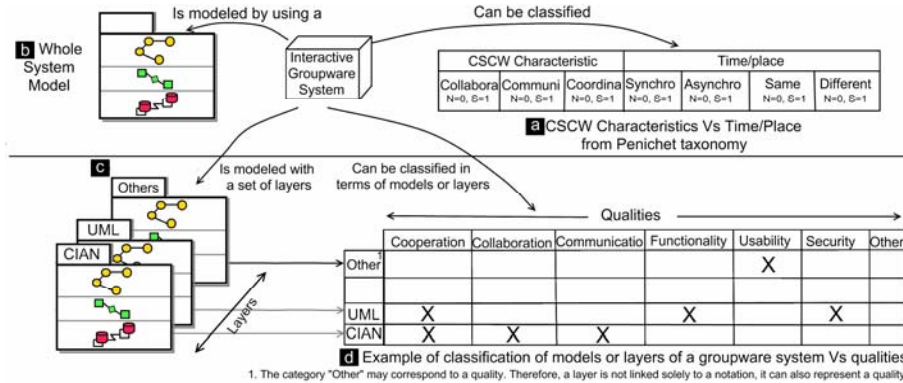 Is modeled by using a
Can be classified
b Whole
System
Model
Interactive
Groupware
System
CSCW Characteristic Time/place
Collabora Communi Coordina Synchro Asynchro Same Different
N=0, S=1 N=0, S=1 N=0, S=1 N=0, S=1 N=0, S=1 N=0, S=1 N=0, S=1
a CSCW Characteristics Vs Time/Place
from Penichet taxonomy
c
Is modeled with
a set of layers
Can be classified in
terms of models or layers
Others
UML
CIAN
Layers
Qualities
Cooperation Collaboration Communicatio Functionality Usability Security Other
Other 1 X
UML X X X
CIAN X X X
d Example of classification of models or layers of a groupware system Vs qualities
1. The category "Other" may correspond to a quality. Therefore, a layer is not linked solely to a notation, it can also represent a quality